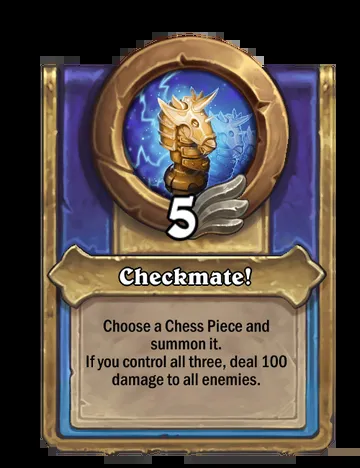 5
Checkmate!
Choose a Chess Piece and
summon it.
If you control all three, deal 100
damage to all enemies.